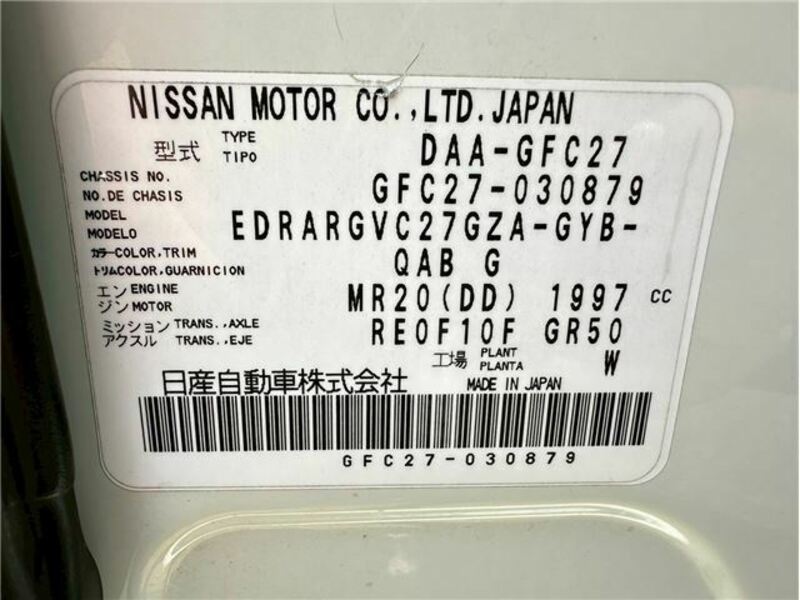 NISSAN MOTOR CO.,LTD.JAPAN
型式 TYPE TIPO DAA-GFC27
CHASSIS NO. NO.DE CHASIS GFC27-030879
MODEL MODELO EDRARGVC27GZA-GYB-
カラーCOLOR,TRIM トリムCOLOR,GUARNICION QAB G
エンジン ENGINE MOTOR MR20(DD) 1997 CC
ミッション アクスル TRANS.,AXLE TRANS.,EJE RE0F10F GR50
工場 PLANT PLANTA W
日産自動車株式会社 MADE IN JAPAN
GFC27-030879